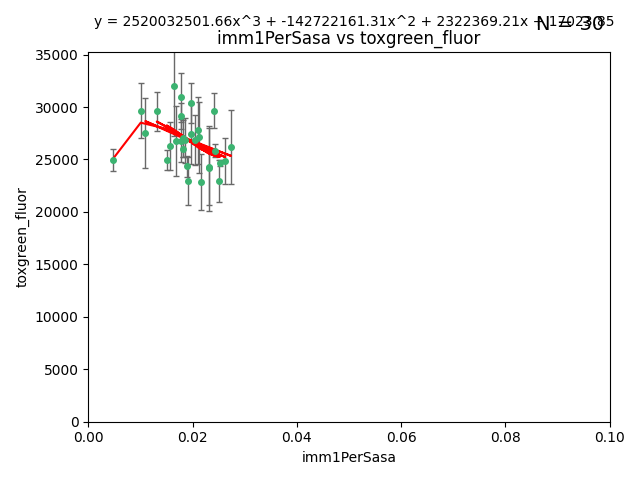 y = 2520032501.66x^3 + -142722161.31x^2 + 2322369.21x + 17023.85
N = 30
imm1PerSasa vs toxgreen_fluor
35000
30000
25000
20000
15000
10000
5000
0
toxgreen_fluor
0.00 0.02 0.04 0.06 0.08 0.10
imm1PerSasa